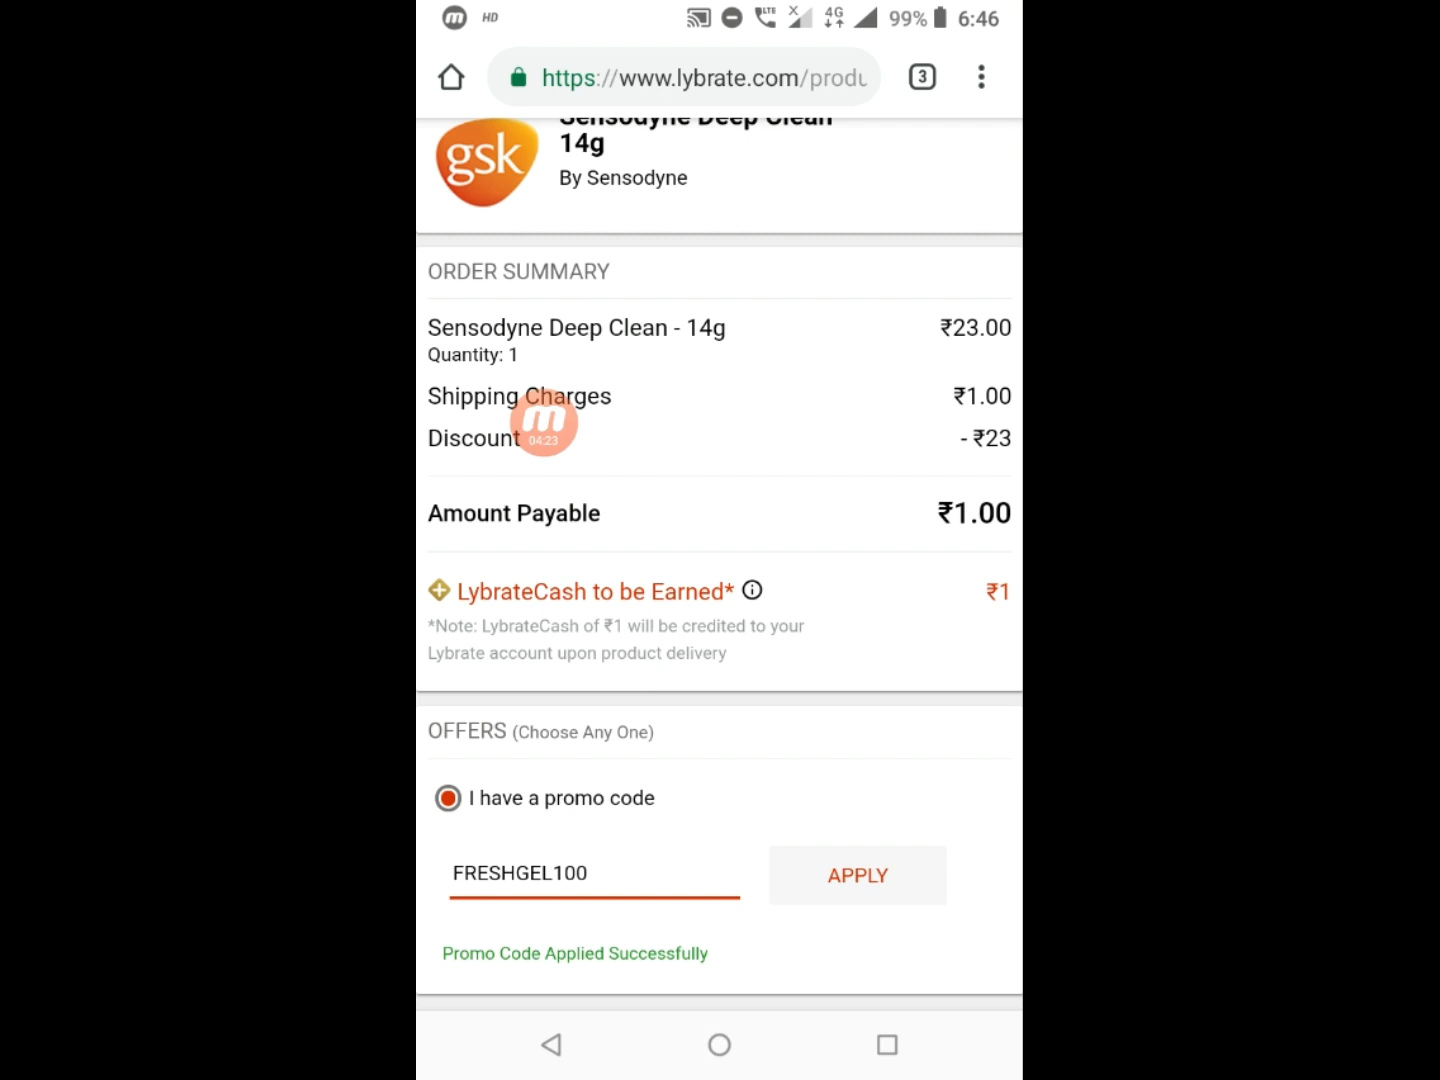 m HD LTE X 4G 99% 6:46
https://www.lybrate.com/produ 3
Sensodyne Deep Clean
14g
gsk
By Sensodyne
ORDER SUMMARY
Sensodyne Deep Clean - 14g ₹23.00
Quantity: 1
Shipping Charges ₹1.00
m
Discount 04:23 - ₹23
Amount Payable ₹1.00
LybrateCash to be Earned* ₹1
*Note: LybrateCash of ₹1 will be credited to your
Lybrate account upon product delivery
OFFERS (Choose Any One)
I have a promo code
FRESHGEL100 APPLY
Promo Code Applied Successfully